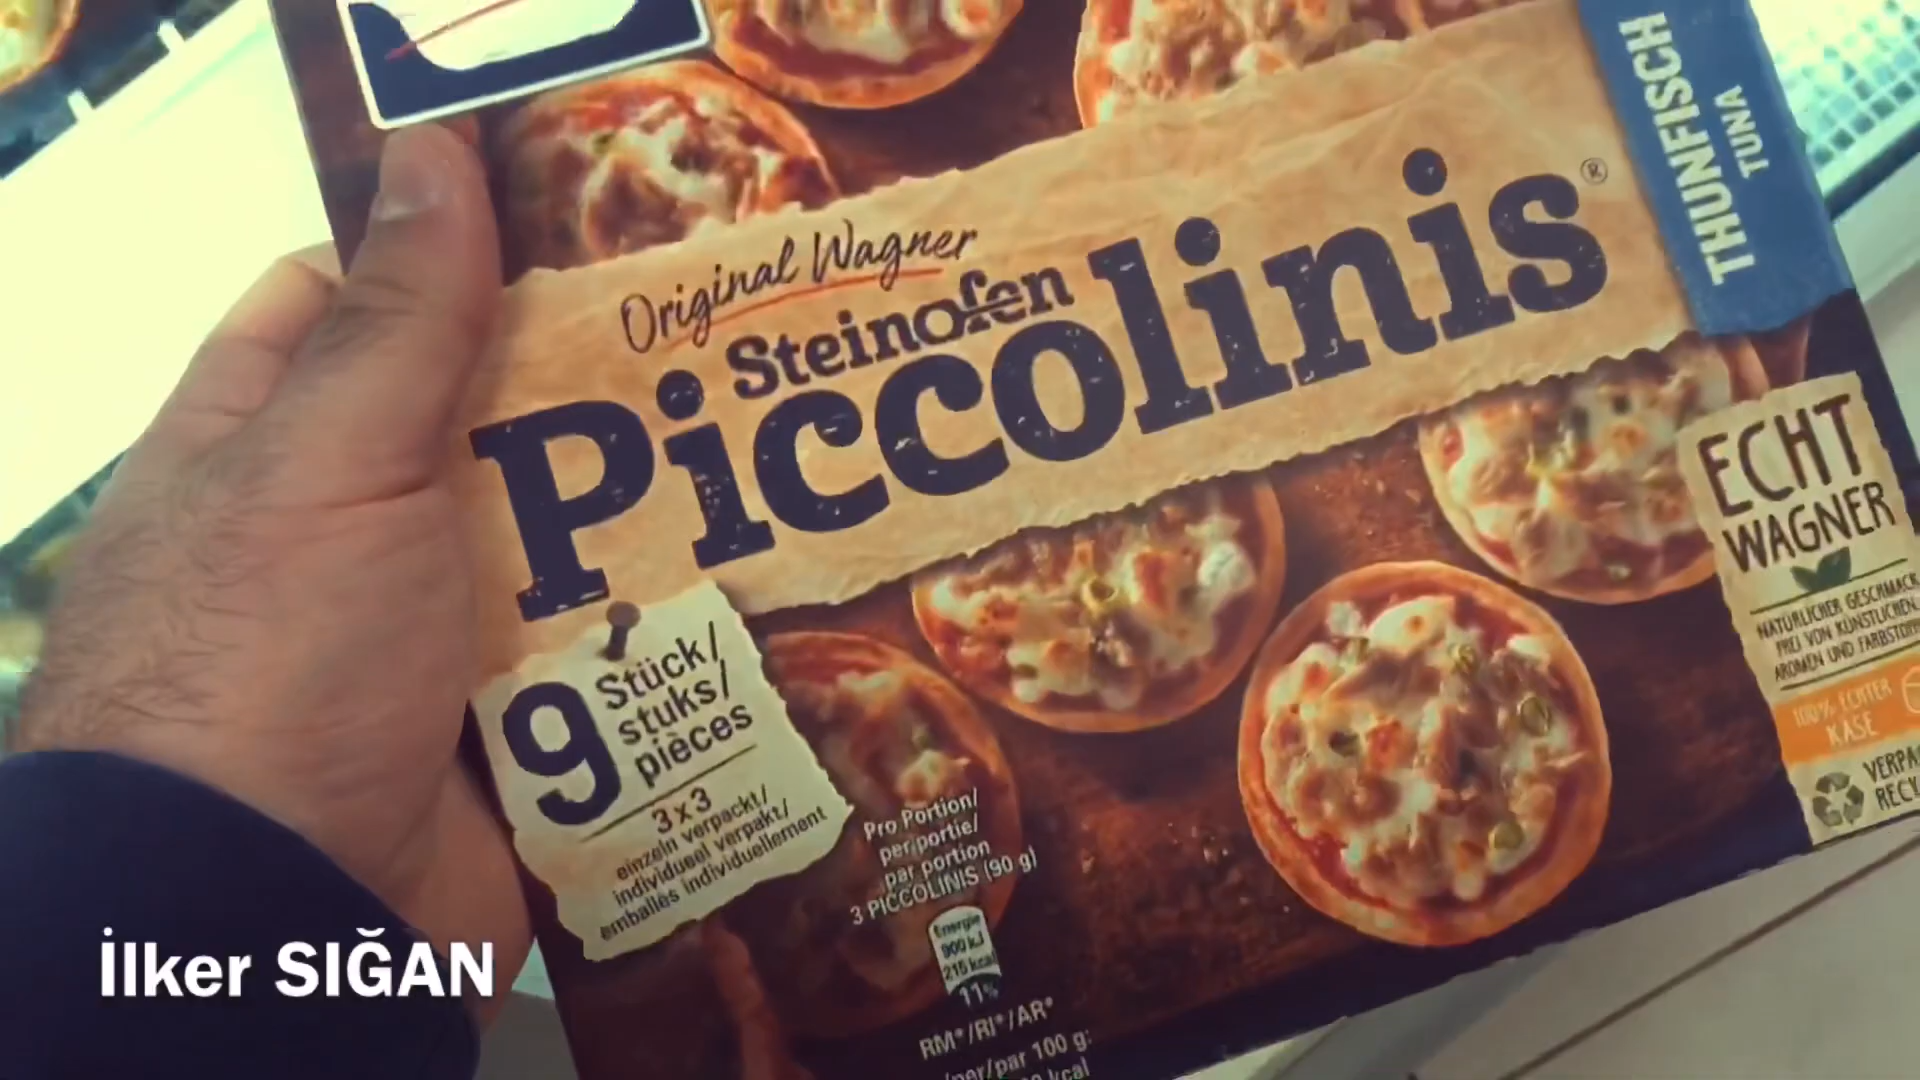 Original Wagner
Steinofen
Piccolinis®
THUNFISCH
TUNA
ECHT
WAGNER
NATÜRLICHER GESCHMACK
FREI VON KÜNSTLICHEN
AROMEN UND
100% ECHTER
KÄSE
9 Stück/
stuks/
pièces
3 x 3
einzeln verpackt/
individueel verpakt/
emballés individuellement
Pro Portion/
per portie/
par portion
3 PICCOLINIS (90 g)
Energie
900 kJ
215 kcal
11%
RM*/RI*/AR*
/per/par 100 g:
kcal
İlker SIĞAN